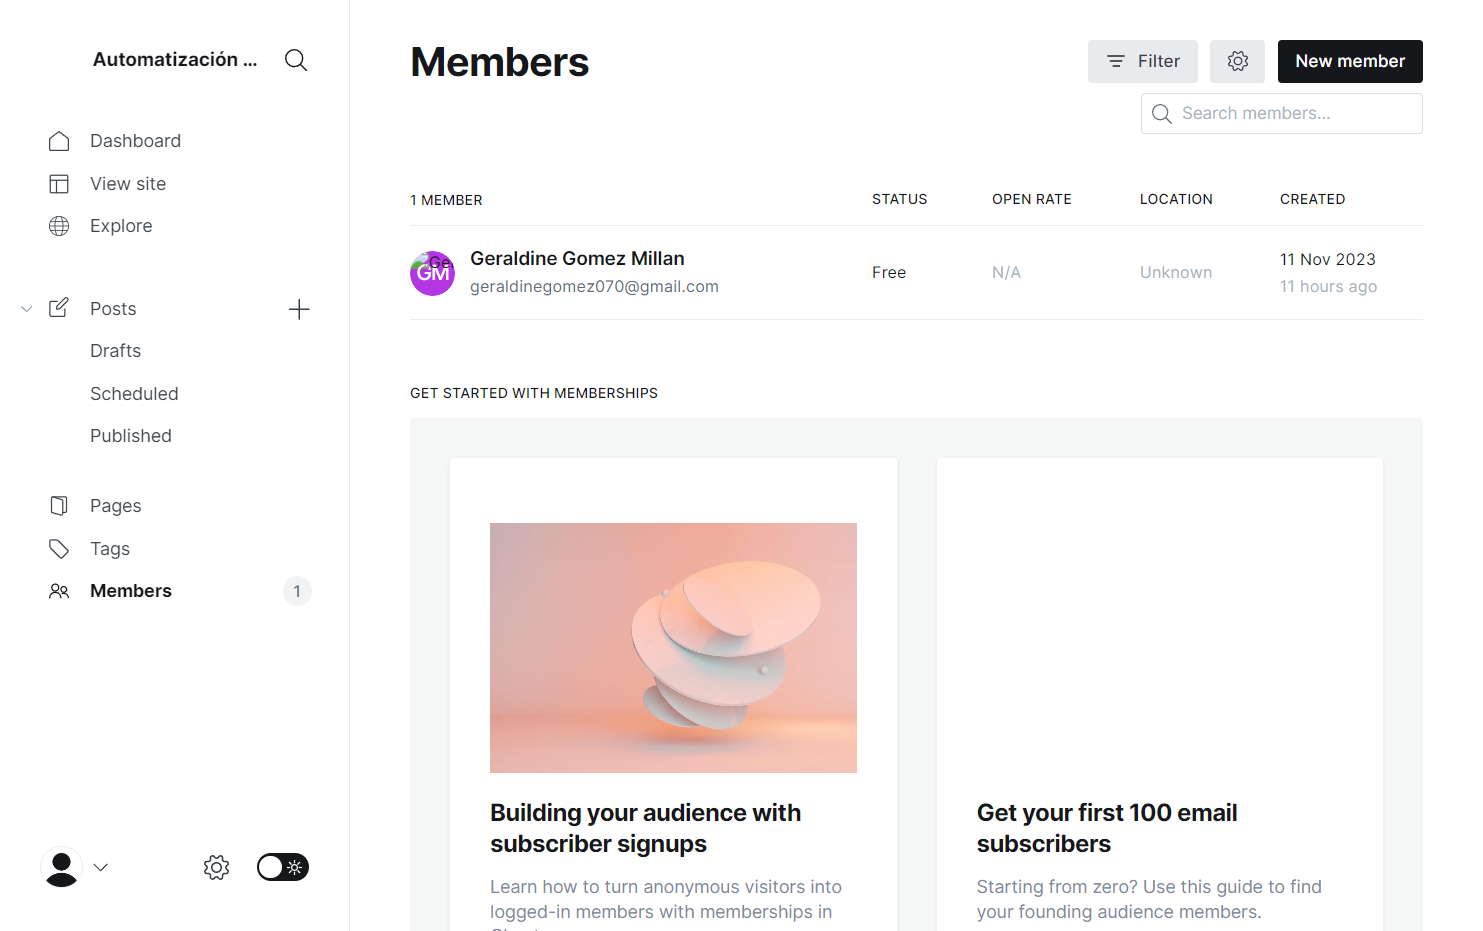 Automatización ...
Dashboard
View site
Explore
Posts
Drafts
Scheduled
Published
Pages
Tags
Members
1
Members
Filter
New member
Search members...
1 MEMBER
STATUS
OPEN RATE
LOCATION
CREATED
GM
Geraldine Gomez Millan
geraldinegomez070@gmail.com
Free
N/A
Unknown
11 Nov 2023
11 hours ago
GET STARTED WITH MEMBERSHIPS
Building your audience with
subscriber signups
Learn how to turn anonymous visitors into
logged-in members with memberships in
Get your first 100 email
subscribers
Starting from zero? Use this guide to find
your founding audience members.